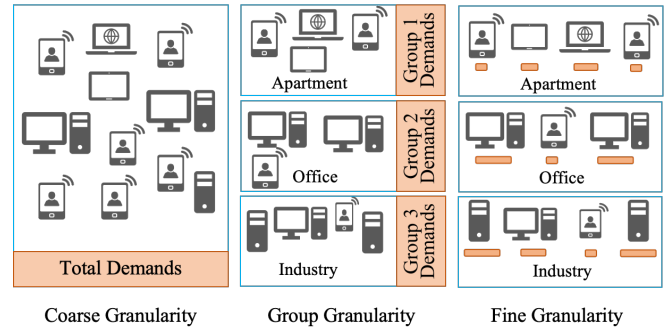 Total Demands
Coarse Granularity
Apartment
Group 1
Demands
Office
Group 2
Demands
Industry
Group 3
Demands
Group Granularity
Apartment
Office
Industry
Fine Granularity